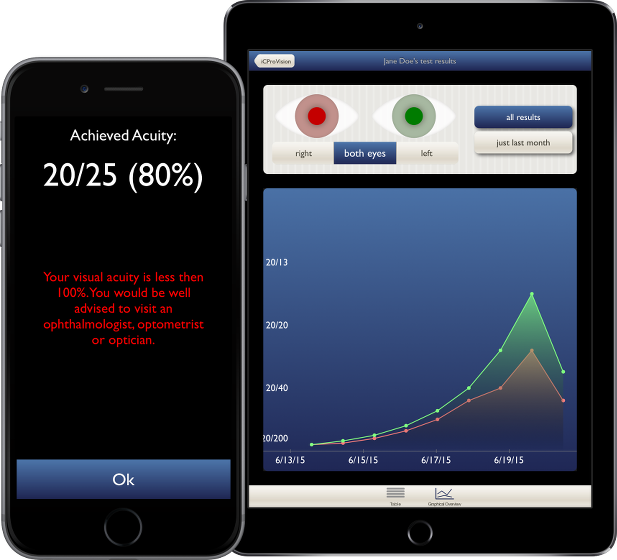 Achieved Acuity:
20/25 (80%)
Your visual acuity is less then
100%. You would be well
advised to visit an
ophthalmologist, optometrist
or optician.
Ok
iCProVision
Jane Doe's test results
right
both eyes
left
all results
just last month
20/13
20/20
20/40
20/200
6/13/15
6/15/15
6/17/15
6/19/15
Table
Graphical Overview